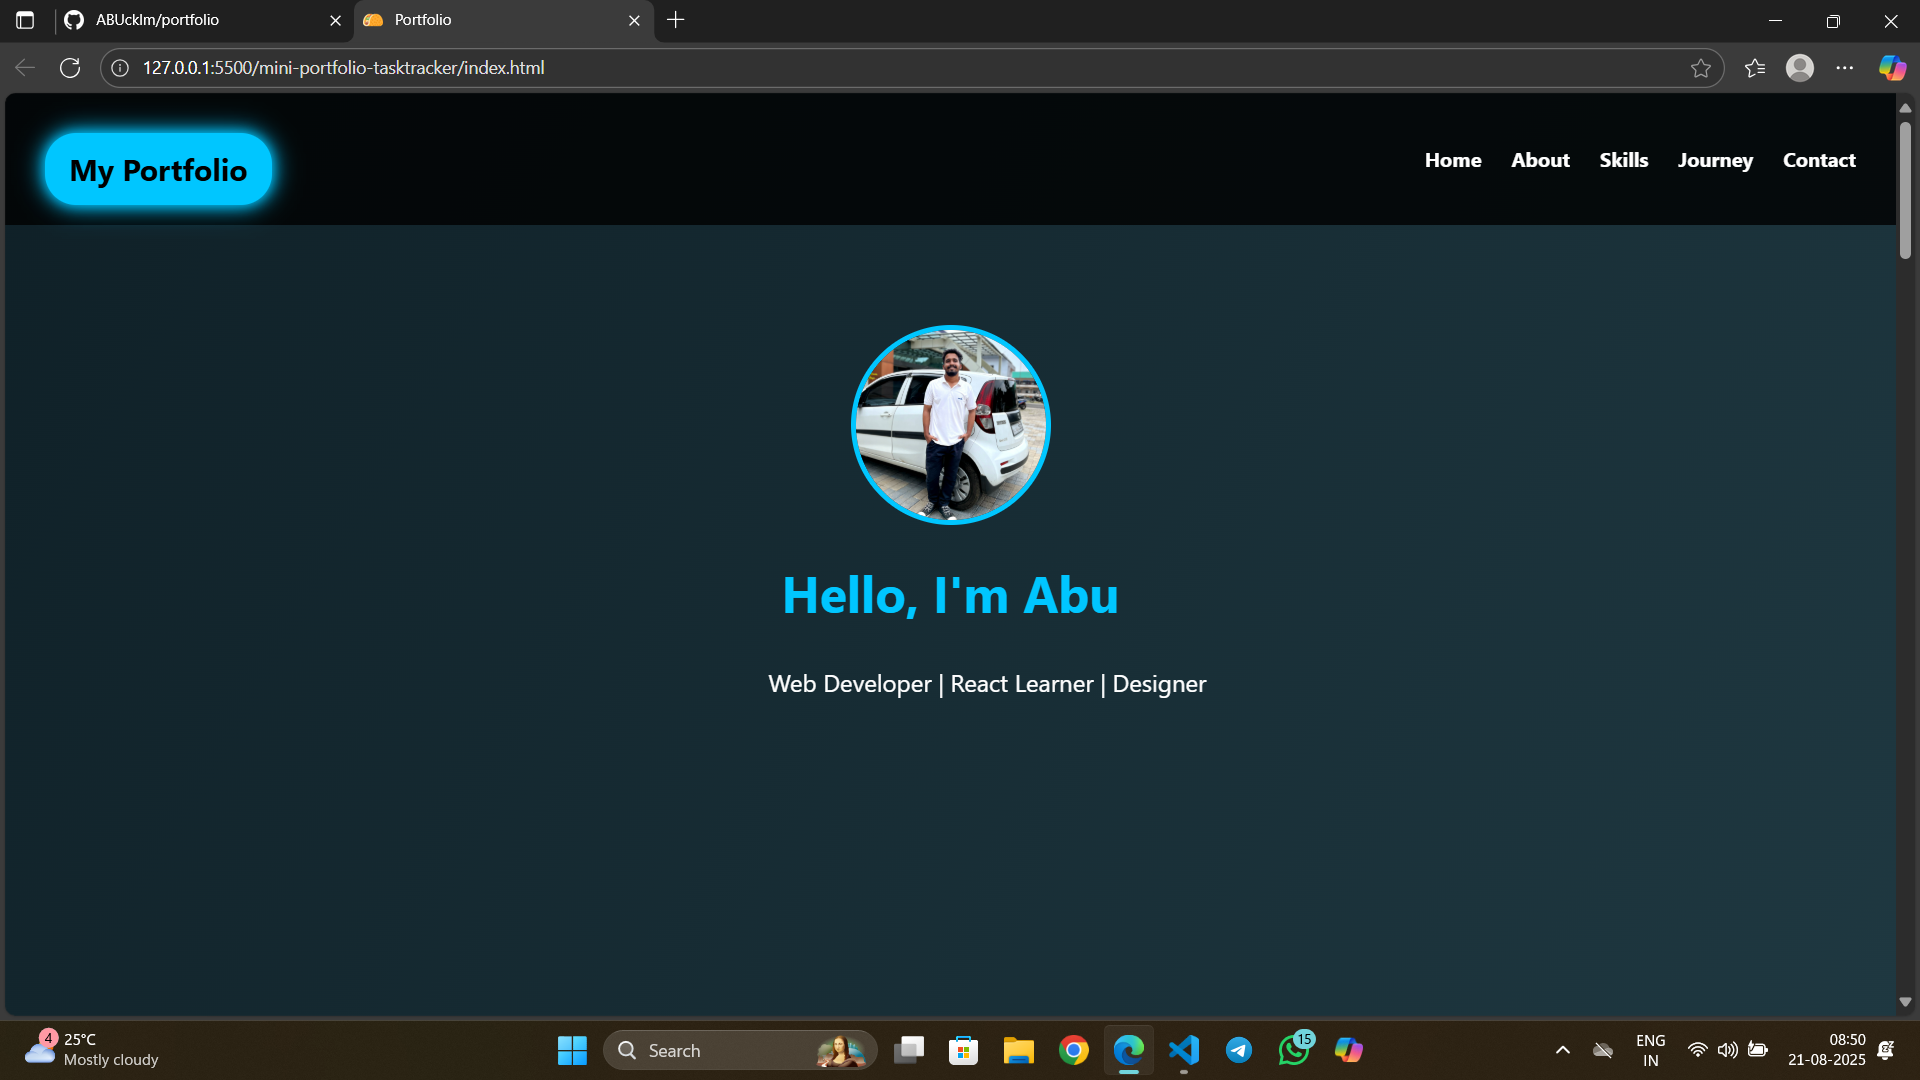 ABUcklm/portfolio
Portfolio
127.0.0.1:5500/mini-portfolio-tasktracker/index.html
My Portfolio
Home About Skills Journey Contact
Hello, I'm Abu
Web Developer | React Learner | Designer
4
25°C
Mostly cloudy
Search
15
ENG
IN
08:50
21-08-2025